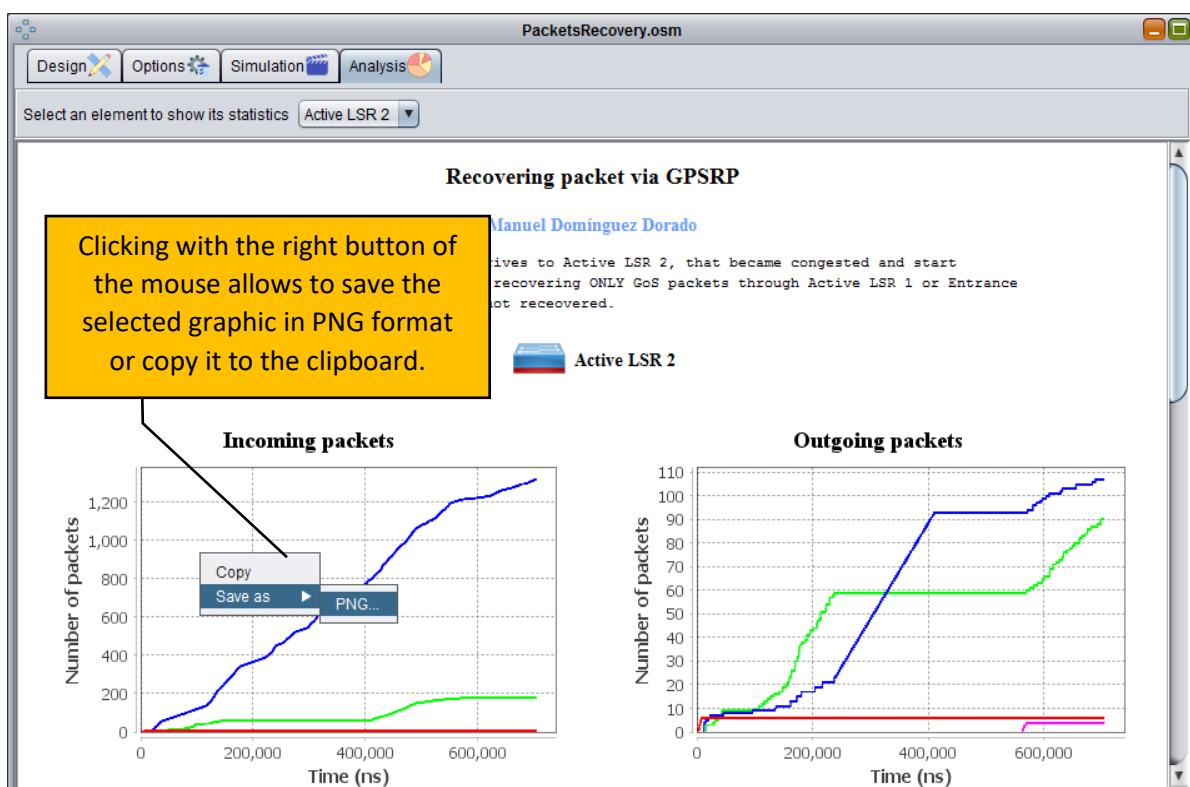 PacketsRecovery.osm
Design Options Simulation Analysis
Select an element to show its statistics Active LSR 2
Recovering packet via GPSRP
Manuel Domínguez Dorado
Clicking with the right button of
the mouse allows to save the
selected graphic in PNG format
or copy it to the clipboard.
to Active LSR 2, that became congested and start
recovering ONLY GoS packets through Active LSR 1 or Entrance
receovered.
Active LSR 2
Incoming packets
Number of packets
1,200
1,000
800
600
400
200
0
0 200,000 400,000 600,000
Time (ns)
Copy
Save as
PNG...
Outgoing packets
Number of packets
110
100
90
80
70
60
50
40
30
20
10
0
0 200,000 400,000 600,000
Time (ns)